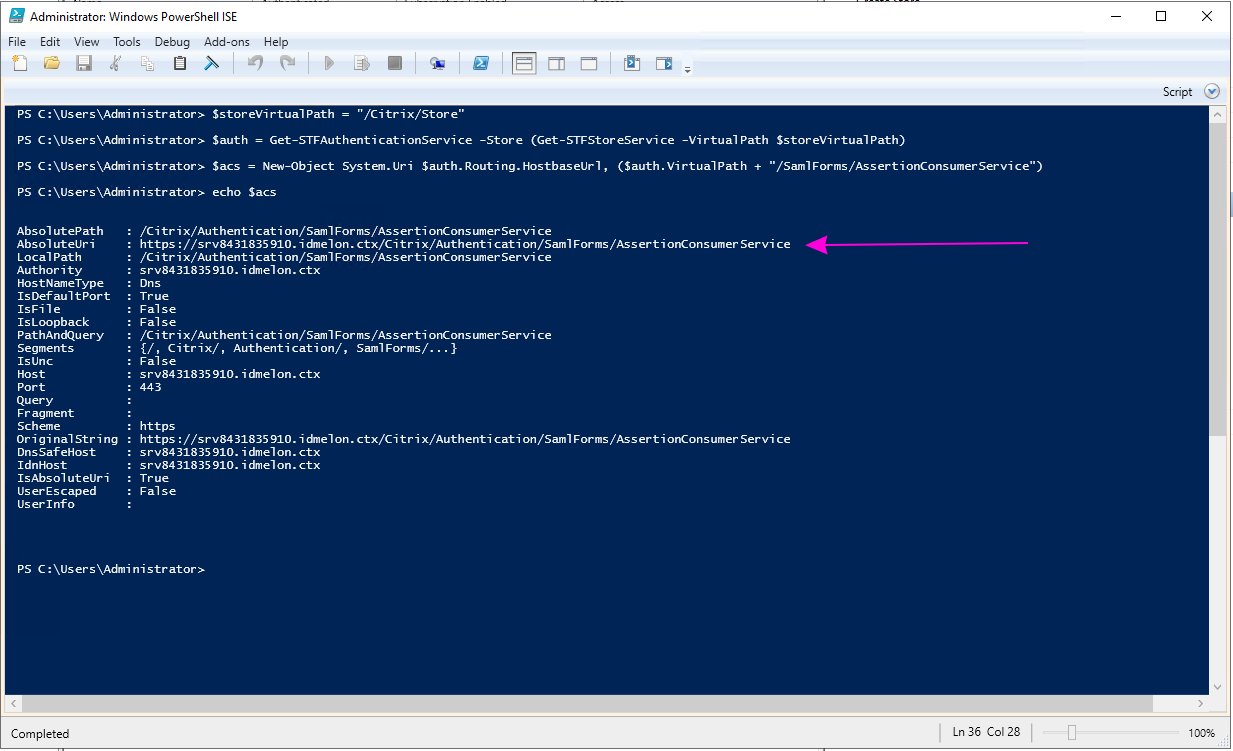 Administrator: Windows PowerShell ISE
File Edit View Tools Debug Add-ons Help
Script
PS C:\Users\Administrator> $storeVirtualPath = "/Citrix/Store"
PS C:\Users\Administrator> $auth = Get-STFAuthenticationService -Store (Get-STFStoreService -VirtualPath $storeVirtualPath)
PS C:\Users\Administrator> $acs = New-Object System.Uri $auth.Routing.HostbaseUrl, ($auth.VirtualPath + "/SamlForms/AssertionConsumerService")
PS C:\Users\Administrator> echo $acs
AbsolutePath : /Citrix/Authentication/SamlForms/AssertionConsumerService
AbsoluteUri : https://srv8431835910.idmelon.ctx/Citrix/Authentication/SamlForms/AssertionConsumerService
LocalPath : /Citrix/Authentication/SamlForms/AssertionConsumerService
Authority : srv8431835910.idmelon.ctx
HostNameType : Dns
IsDefaultPort : True
IsFile : False
IsLoopback : False
PathAndQuery : /Citrix/Authentication/SamlForms/AssertionConsumerService
Segments : {/, Citrix/, Authentication/, SamlForms/...}
IsUnc : False
Host : srv8431835910.idmelon.ctx
Port : 443
Query :
Fragment :
Scheme : https
OriginalString : https://srv8431835910.idmelon.ctx/Citrix/Authentication/SamlForms/AssertionConsumerService
DnsSafeHost : srv8431835910.idmelon.ctx
IdnHost : srv8431835910.idmelon.ctx
IsAbsoluteUri : True
UserEscaped : False
UserInfo :
PS C:\Users\Administrator>
Completed
Ln 36 Col 28
100%